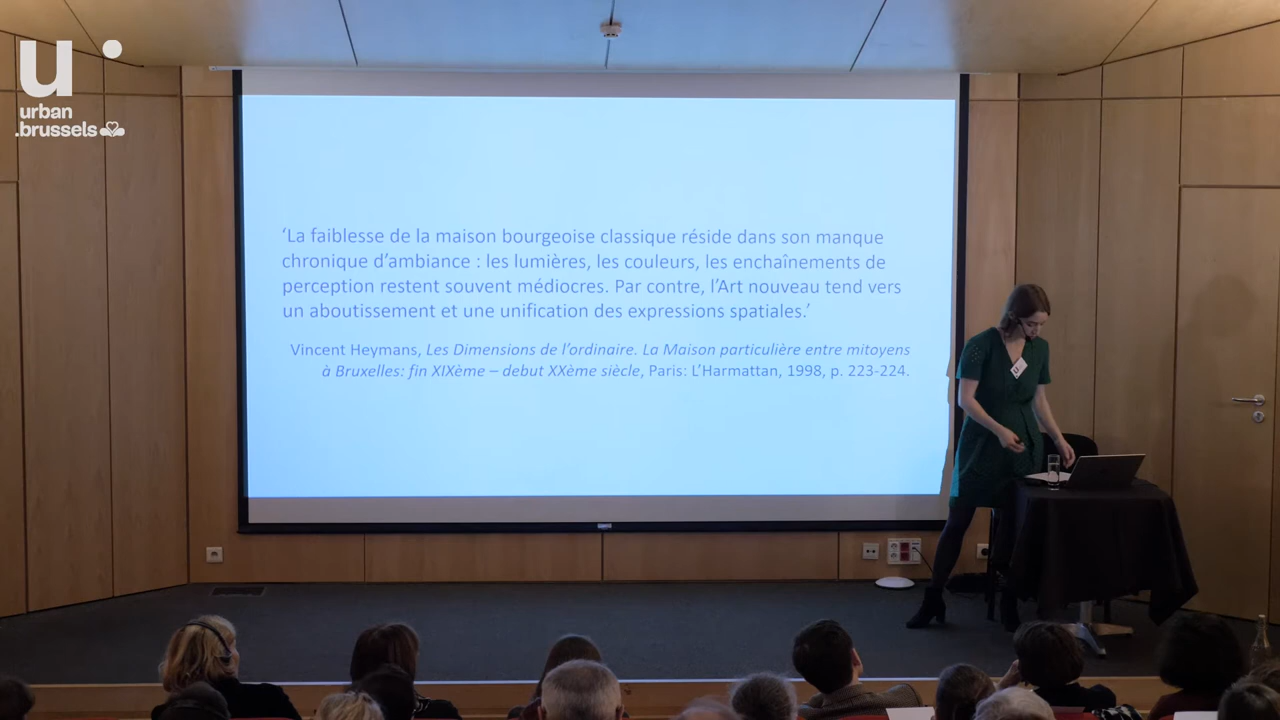 urban
.brussels
‘La faiblesse de la maison bourgeoise classique réside dans son manque
chronique d’ambiance : les lumières, les couleurs, les enchaînements de
perception restent souvent médiocres. Par contre, l’Art nouveau tend vers
un aboutissement et une unification des expressions spatiales.’
Vincent Heymans, Les Dimensions de l’ordinaire. La Maison particulière entre mitoyens
à Bruxelles: fin XIXème – debut XXème siècle, Paris: L’Harmattan, 1998, p. 223-224.